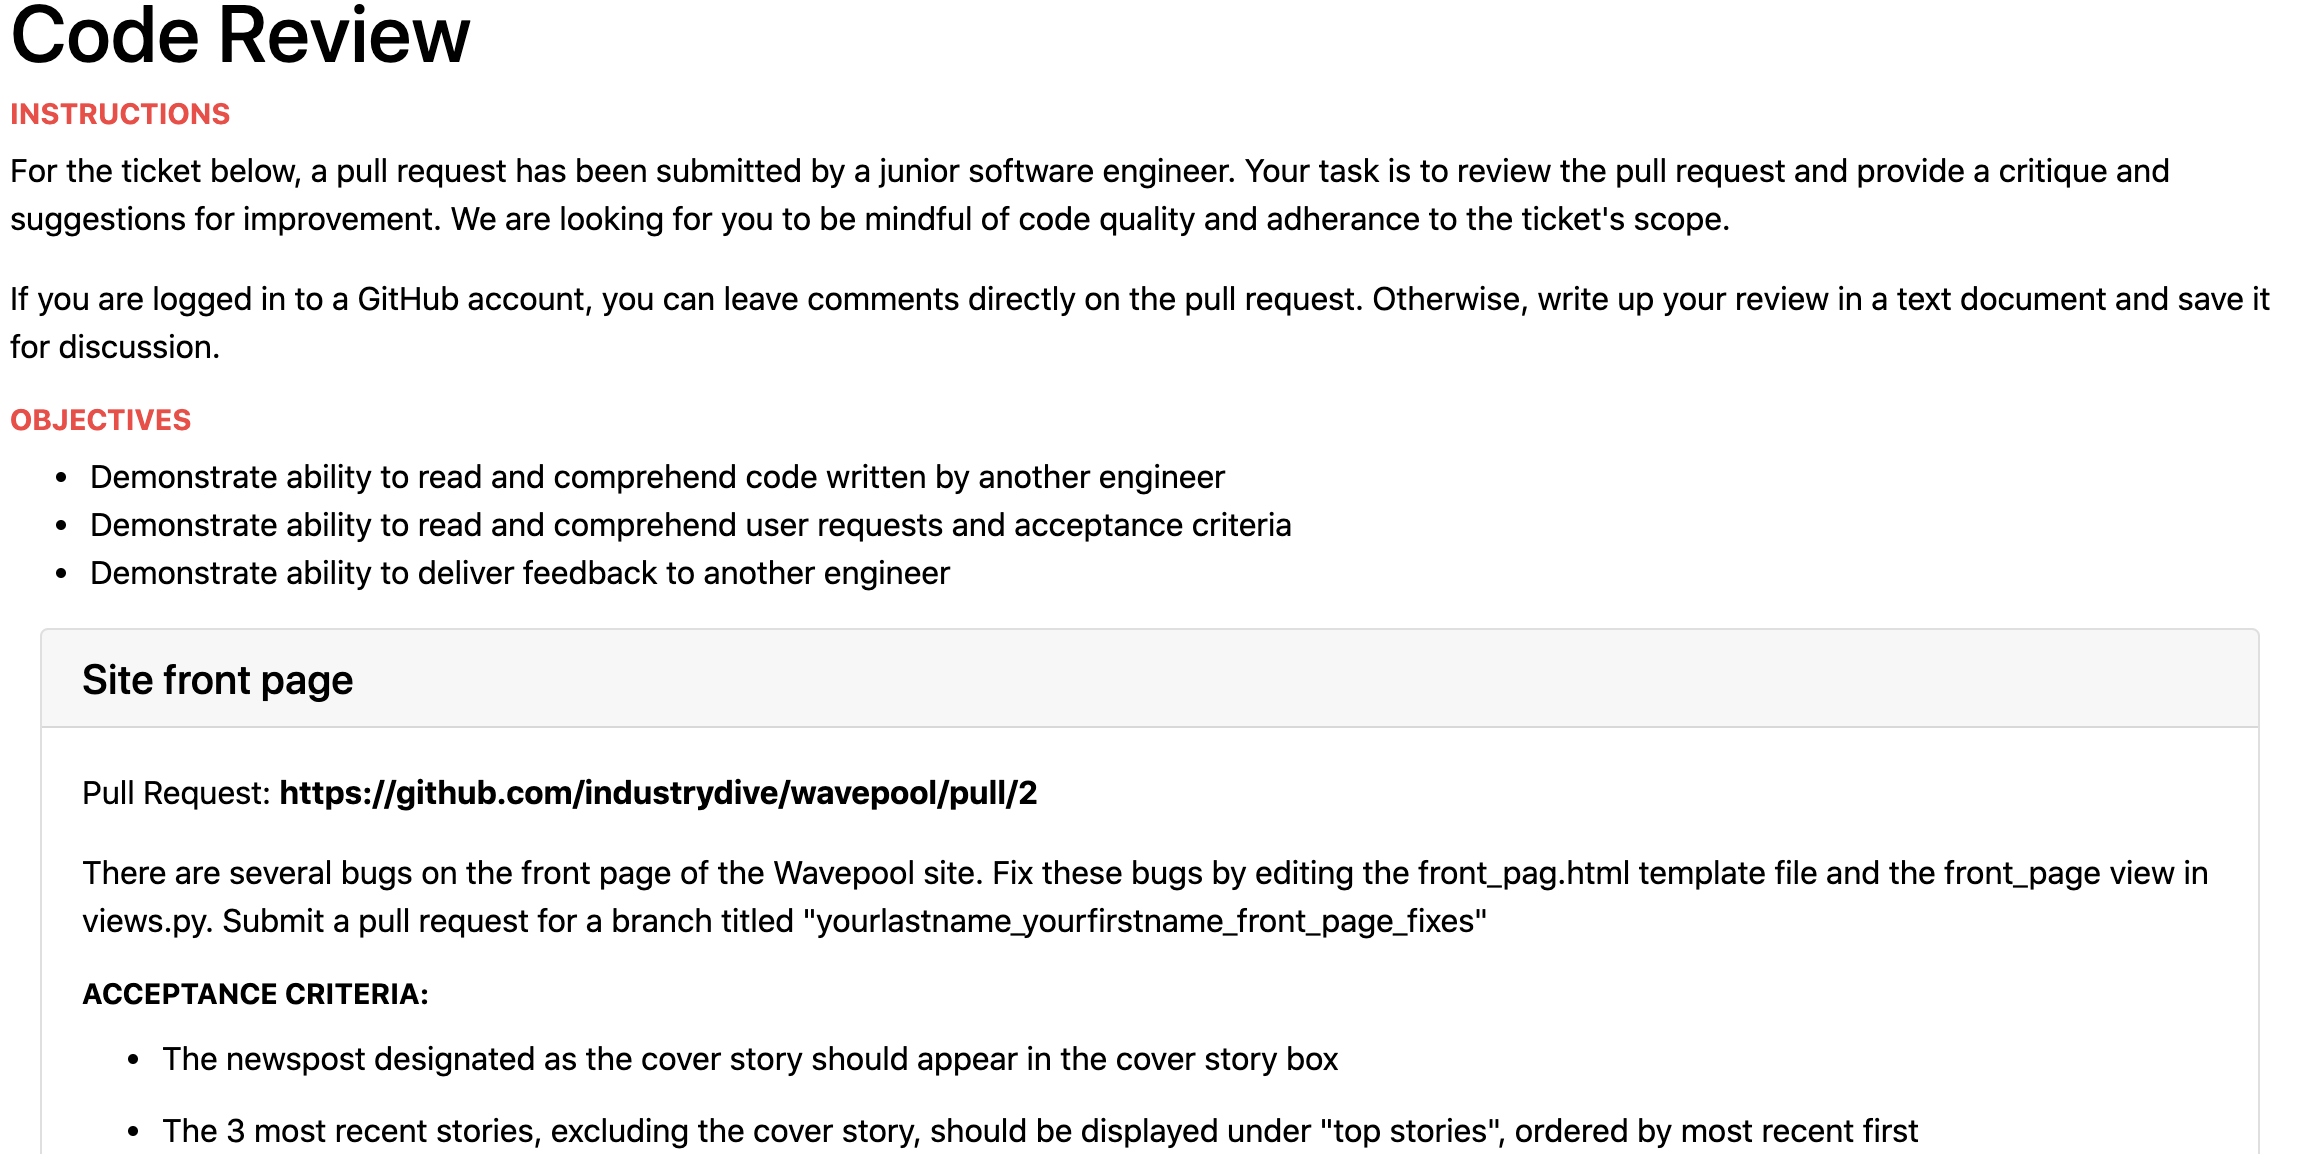 Code Review
INSTRUCTIONS
For the ticket below, a pull request has been submitted by a junior software engineer. Your task is to review the pull request and provide a critique and
suggestions for improvement. We are looking for you to be mindful of code quality and adherance to the ticket's scope.
If you are logged in to a GitHub account, you can leave comments directly on the pull request. Otherwise, write up your review in a text document and save it
for discussion.
OBJECTIVES
• Demonstrate ability to read and comprehend code written by another engineer
• Demonstrate ability to read and comprehend user requests and acceptance criteria
• Demonstrate ability to deliver feedback to another engineer
Site front page
Pull Request: https://github.com/industrydive/wavepool/pull/2
There are several bugs on the front page of the Wavepool site. Fix these bugs by editing the front_pag.html template file and the front_page view in
views.py. Submit a pull request for a branch titled "yourlastname_yourfirstname_front_page_fixes"
ACCEPTANCE CRITERIA:
• The newspost designated as the cover story should appear in the cover story box
• The 3 most recent stories, excluding the cover story, should be displayed under "top stories", ordered by most recent first